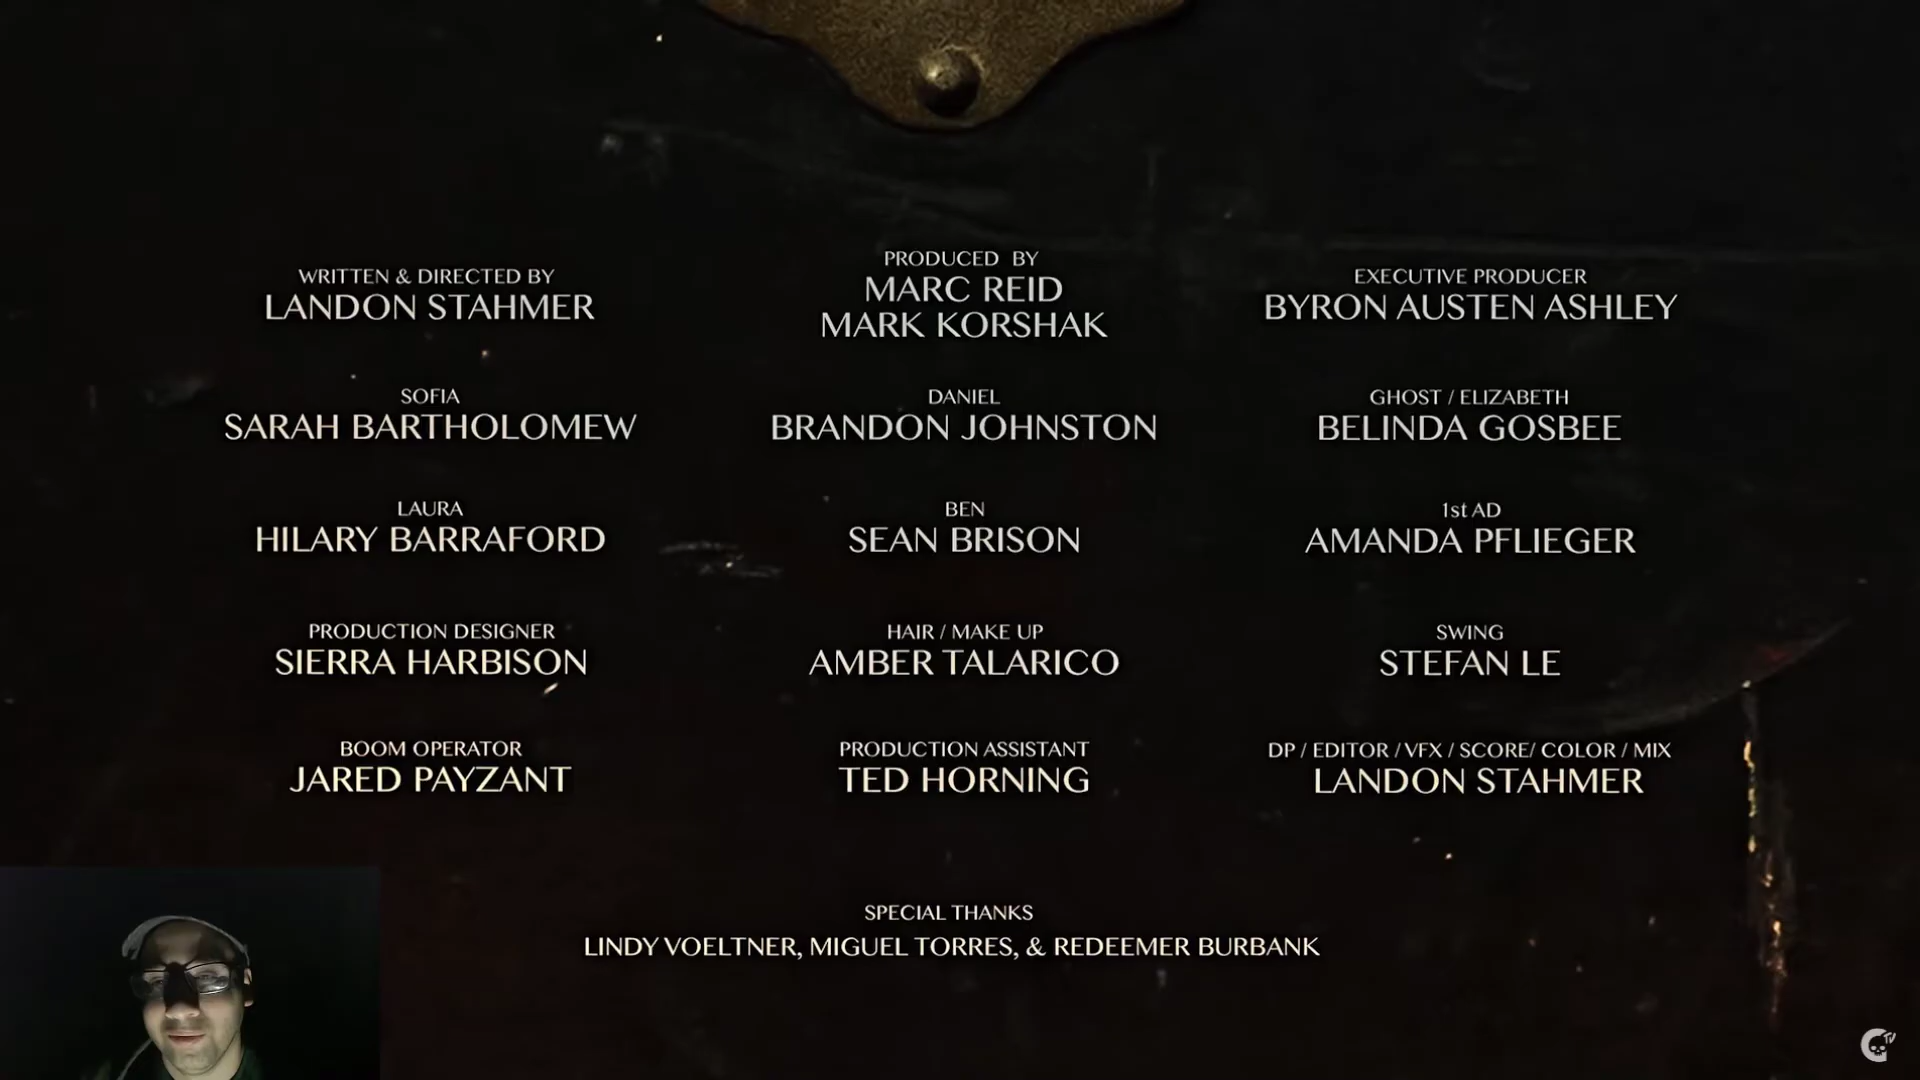 WRITTEN & DIRECTED BY
LANDON STAHMER
PRODUCED BY
MARC REID
MARK KORSHAK
EXECUTIVE PRODUCER
BYRON AUSTEN ASHLEY
SOFIA
SARAH BARTHOLOMEW
DANIEL
BRANDON JOHNSTON
GHOST / ELIZABETH
BELINDA GOSBEE
LAURA
HILARY BARRAFORD
BEN
SEAN BRISON
1st AD
AMANDA PFLIEGER
PRODUCTION DESIGNER
SIERRA HARBISON
HAIR / MAKE UP
AMBER TALARICO
SWING
STEFAN LE
BOOM OPERATOR
JARED PAYZANT
PRODUCTION ASSISTANT
TED HORNING
DP / EDITOR / VFX / SCORE/ COLOR / MIX
LANDON STAHMER
SPECIAL THANKS
LINDY VOELTNER, MIGUEL TORRES, & REDEEMER BURBANK
TV